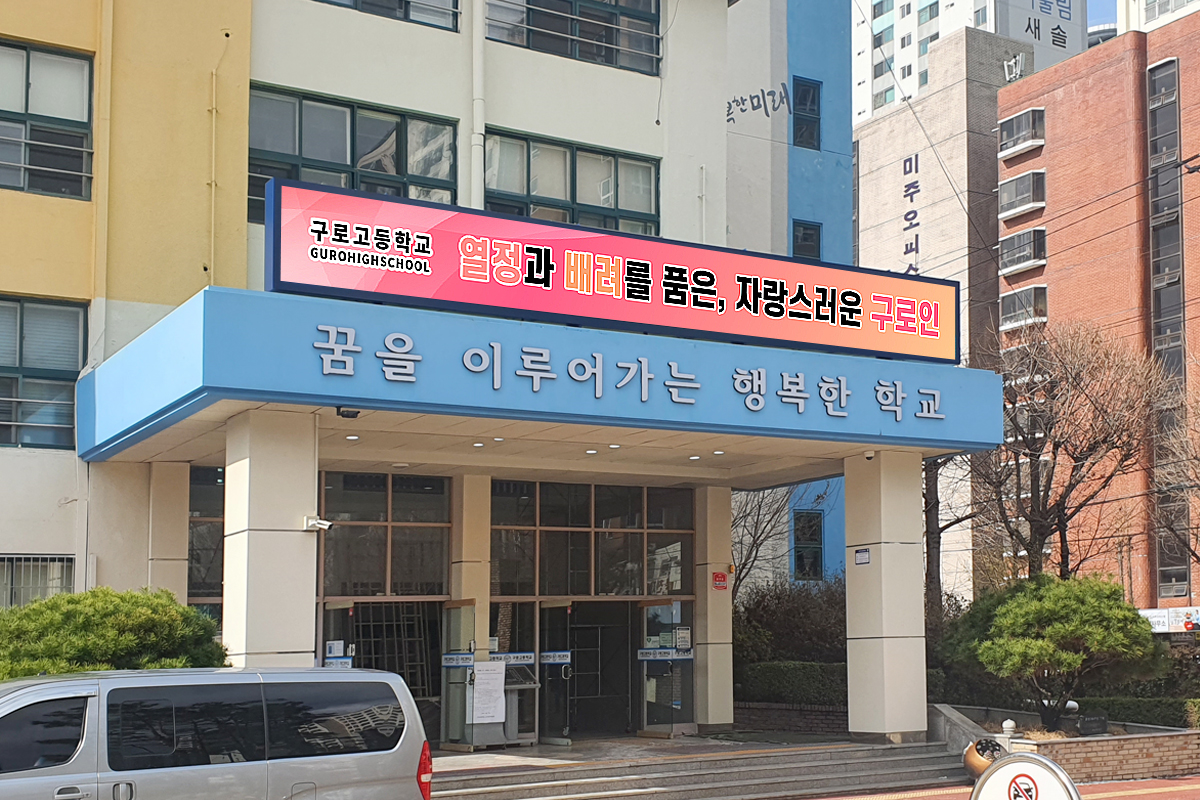 새솔
미래
미주오피
구로고등학교
GUROHIGHSCHOOL
열정과 배려를 품은, 자랑스러운 구로인
꿈을 이루어가는 행복한 학교